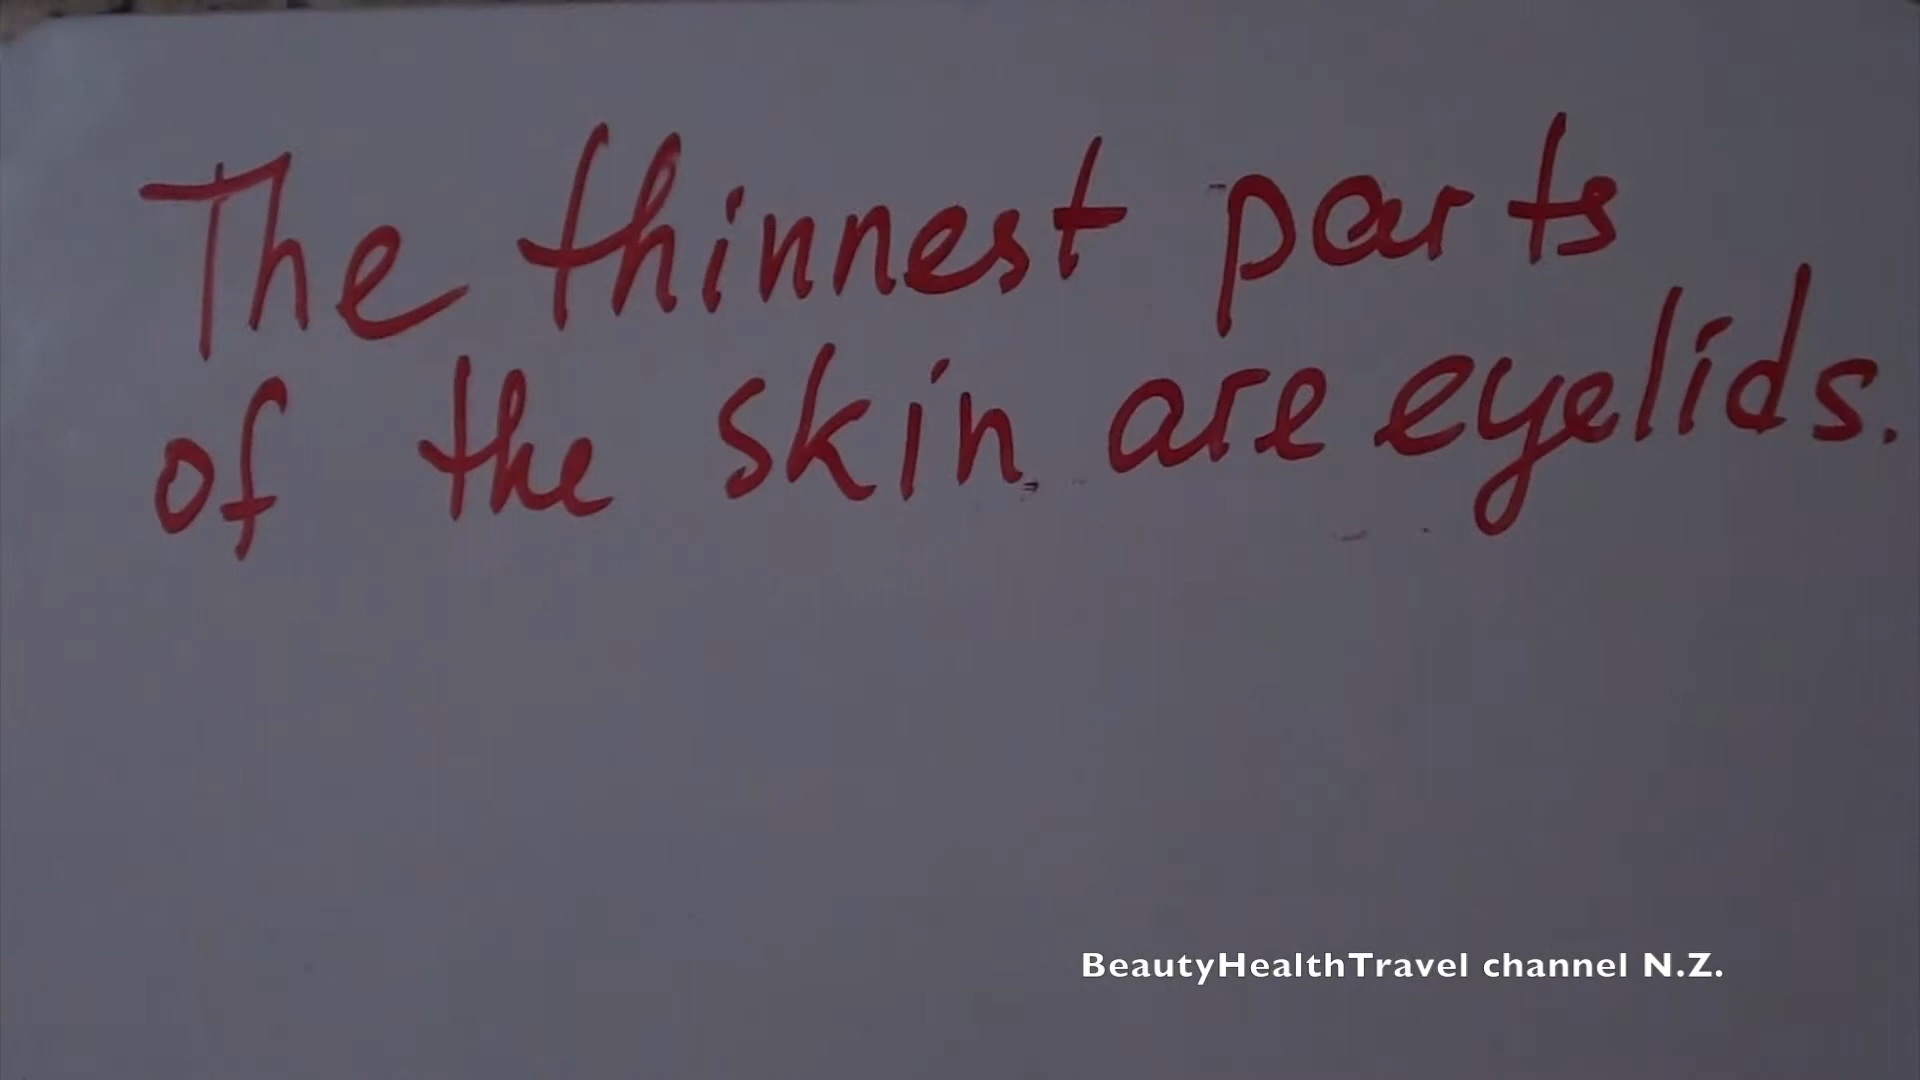 The thinnest parts
of the skin are eyelids.
BeautyHealthTravel channel N.Z.